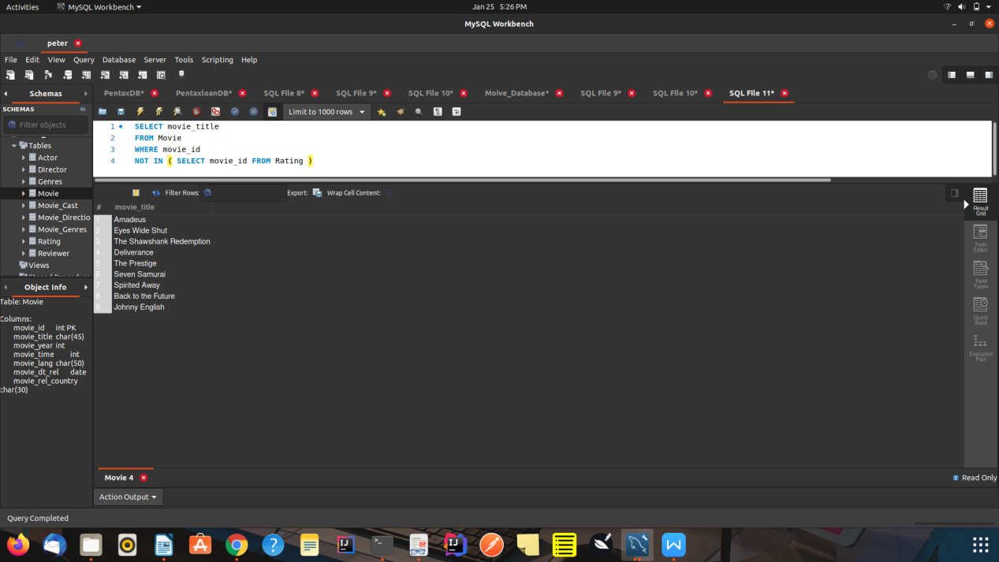 Activities MySQL Workbench Jan 25 5:26 PM
MySQL Workbench
peter
File Edit View Query Database Server Tools Scripting Help
Schemas PentaxDB* PentaxloanDB* SQL File 8* SQL File 9* SQL File 10* Moive_Database* SQL File 9* SQL File 10* SQL File 11*
SCHEMAS
Limit to 1000 rows
Filter objects
Tables
Actor
Director
Genres
Movie
Movie_Cast
Movie_Directio
Movie_Genres
Rating
Reviewer
Views
1 SELECT movie_title
2 FROM Movie
3 WHERE movie_id
4 NOT IN ( SELECT movie_id FROM Rating )
Filter Rows: Export: Wrap Cell Content:
# movie_title
1 Amadeus
2 Eyes Wide Shut
3 The Shawshank Redemption
4 Deliverance
5 The Prestige
6 Seven Samurai
7 Spirited Away
8 Back to the Future
9 Johnny English
Result
Grid
Form
Editor
Field
Types
Query
Stats
Execution
Plan
Object Info
Table: Movie
Columns:
movie_id int PK
movie_title char(45)
movie_year int
movie_time int
movie_lang char(50)
movie_dt_rel date
movie_rel_country
char(30)
Movie 4 Read Only
Action Output
Query Completed